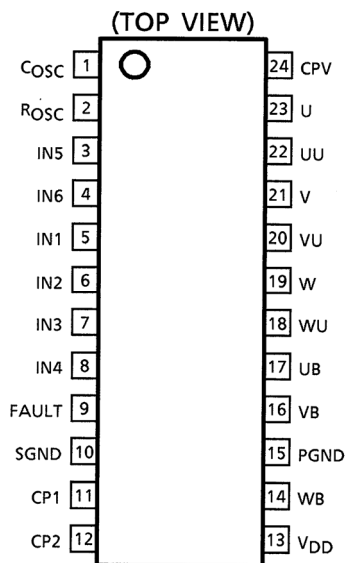 (TOP VIEW)
COSC 1 24 CPV
ROSC 2 23 U
IN5 3 22 UU
IN6 4 21 V
IN1 5 20 VU
IN2 6 19 W
IN3 7 18 WU
IN4 8 17 UB
FAULT 9 16 VB
SGND 10 15 PGND
CP1 11 14 WB
CP2 12 13 VDD